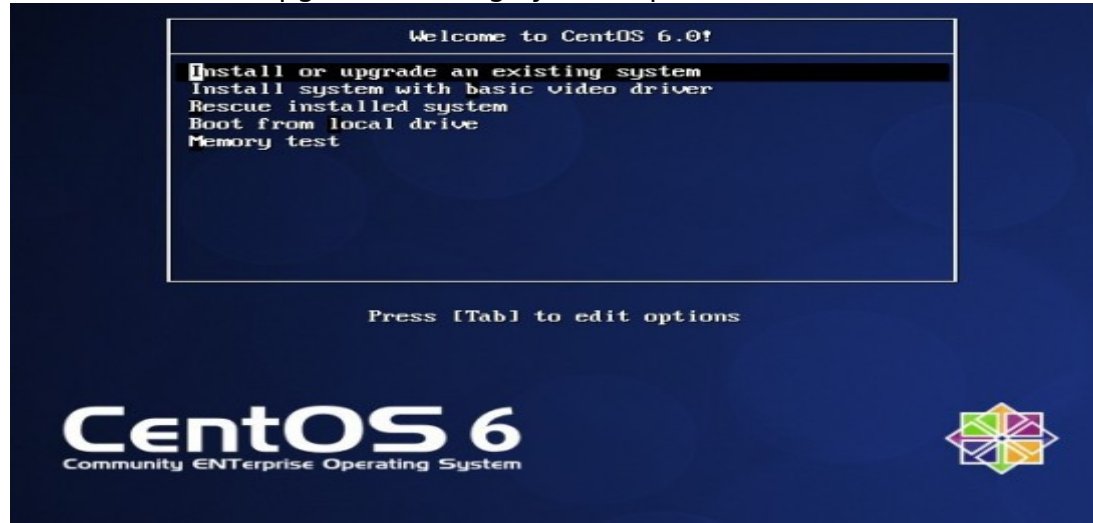 Welcome to CentOS 6.0!
Install or upgrade an existing system
Install system with basic video driver
Rescue installed system
Boot from local drive
Memory test
Press [Tab] to edit options
CentOS 6
Community ENTerprise Operating System